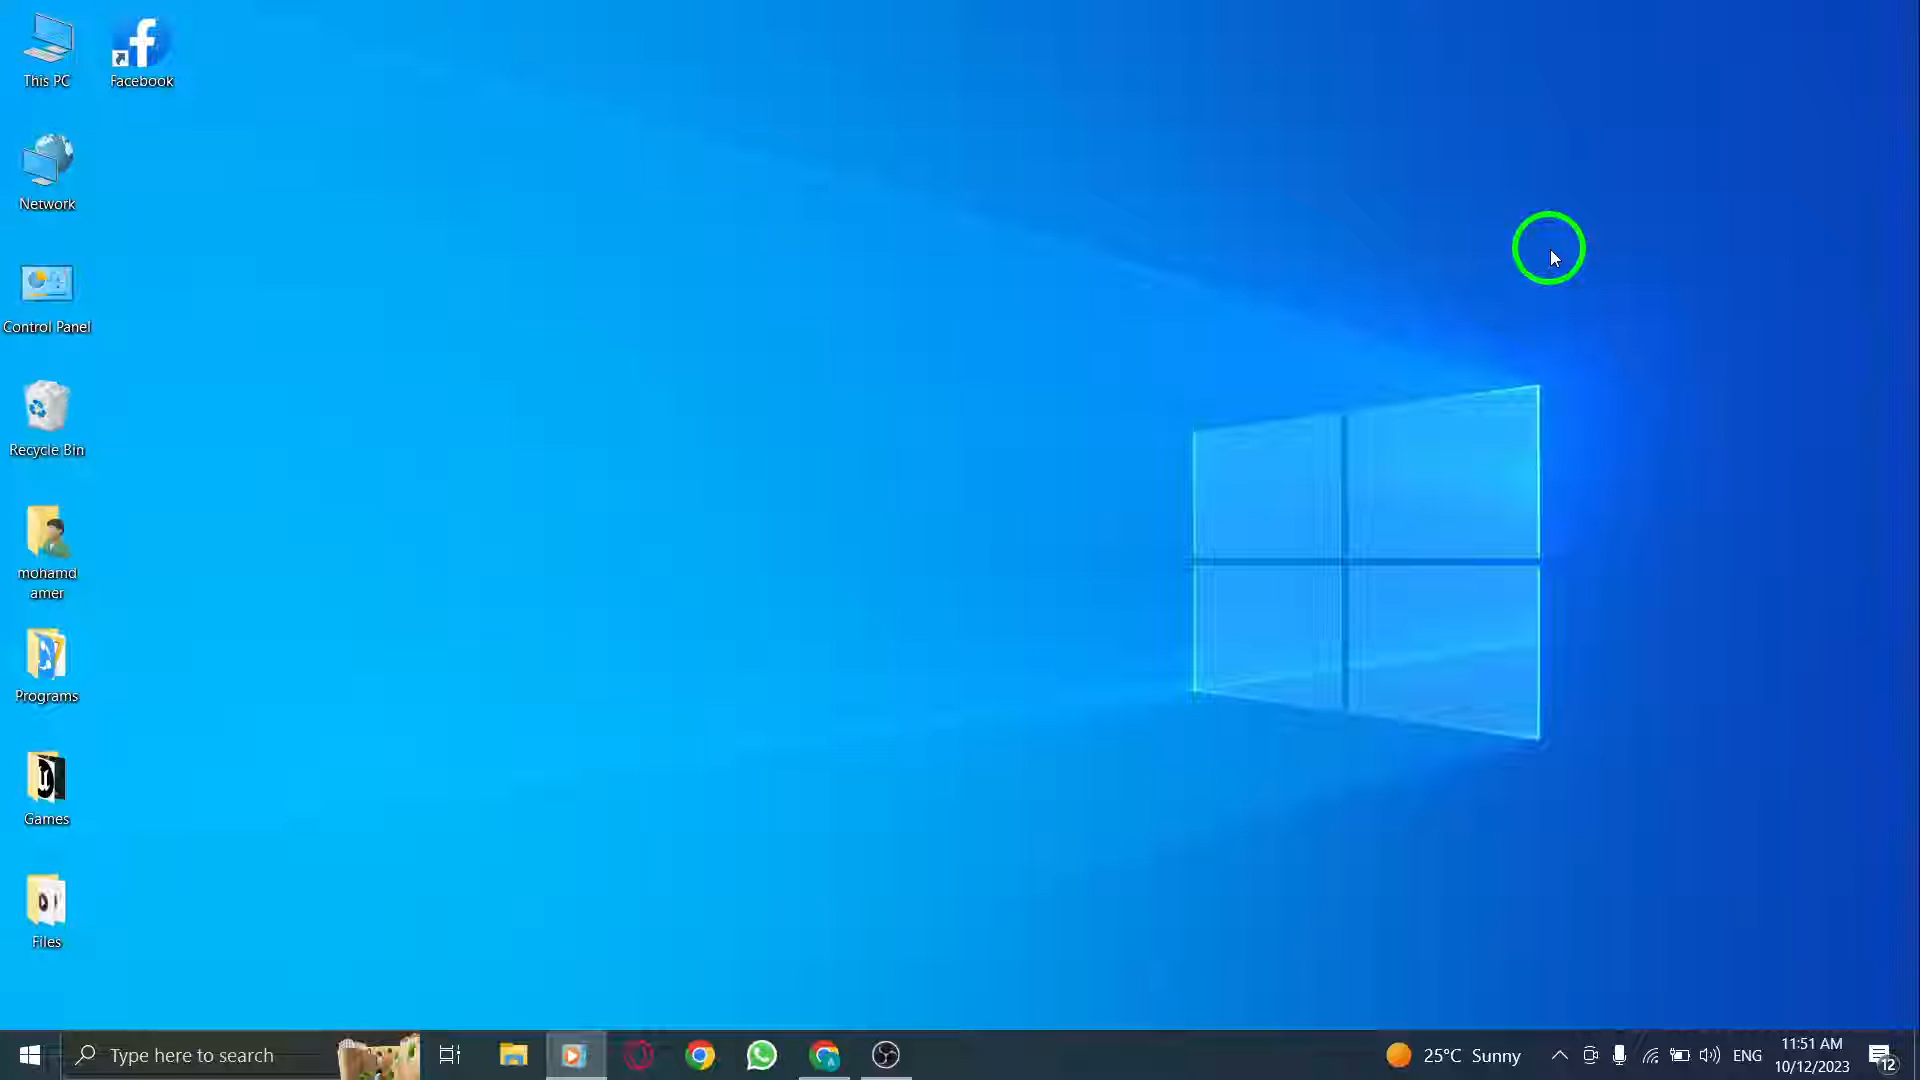 This PC
Facebook
Network
Control Panel
Recycle Bin
mohamd
amer
Programs
Games
Files
Type here to search
25°C Sunny
ENG
11:51 AM
10/12/2023
12